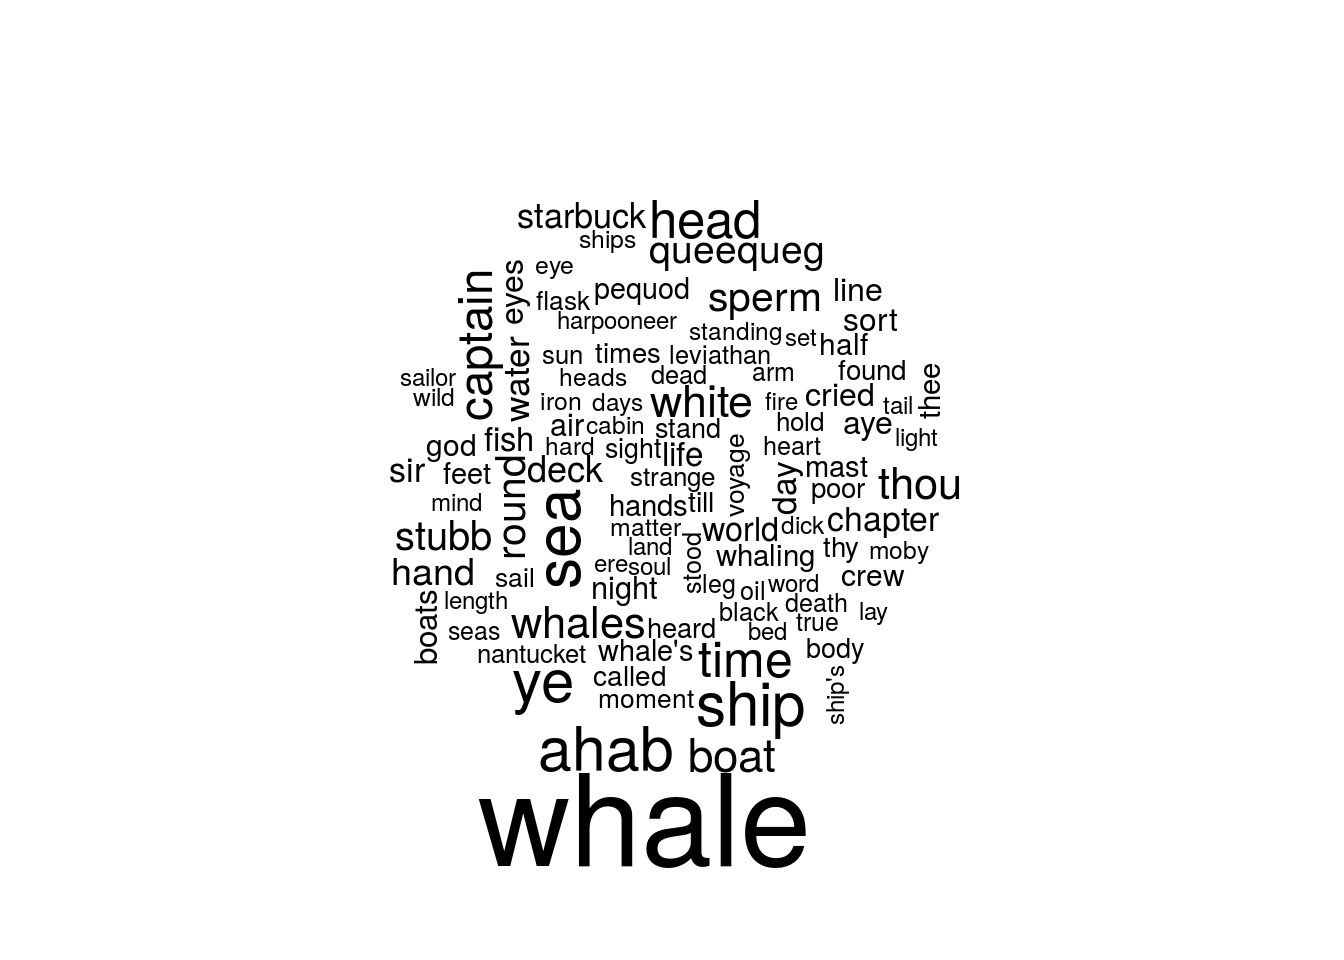 starbuck head
ships queequeg
captain
eyes
eye
flask pequod sperm line
harpooneer standing set sort
water
sun times leviathan half
sailor heads dead arm found
thee
wild iron days white fire cried tail
air cabin stand hold aye light
god fish hard sight life heart
voyage
day
sir feet round deck strange mast
mind sea hands till poor thou
stubb matter world dick chapter
land
stood
hand sail ere soul whaling thy moby
night sleg oil word crew
boats
length whales heard black death lay
seas bed true
nantucket whale's time body
ye called ship ship's
moment
ahab boat
whale